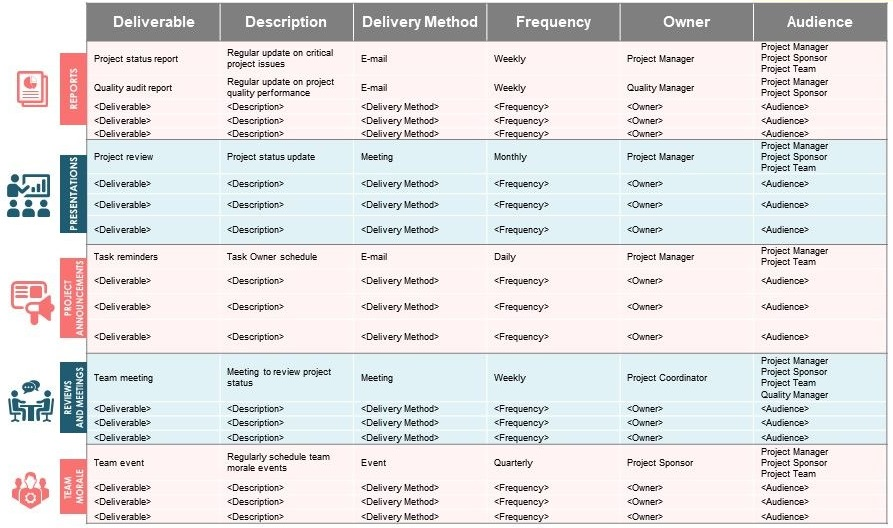 Deliverable Description Delivery Method Frequency Owner Audience
REPORTS
Project status report Regular update on critical project issues E-mail Weekly Project Manager Project Manager Project Sponsor Project Team
Quality audit report Regular update on project quality performance E-mail Weekly Quality Manager Project Manager Project Sponsor
<Deliverable> <Description> <Delivery Method> <Frequency> <Owner> <Audience>
<Deliverable> <Description> <Delivery Method> <Frequency> <Owner> <Audience>
<Deliverable> <Description> <Delivery Method> <Frequency> <Owner> <Audience>
PRESENTATIONS
Project review Project status update Meeting Monthly Project Manager Project Manager Project Sponsor Project Team
<Deliverable> <Description> <Delivery Method> <Frequency> <Owner> <Audience>
<Deliverable> <Description> <Delivery Method> <Frequency> <Owner> <Audience>
<Deliverable> <Description> <Delivery Method> <Frequency> <Owner> <Audience>
PROJECT ANNOUNCEMENTS
Task reminders Task Owner schedule E-mail Daily Project Manager Project Manager Project Team
<Deliverable> <Description> <Delivery Method> <Frequency> <Owner> <Audience>
<Deliverable> <Description> <Delivery Method> <Frequency> <Owner> <Audience>
<Deliverable> <Description> <Delivery Method> <Frequency> <Owner> <Audience>
REVIEWS AND MEETINGS
Team meeting Meeting to review project status Meeting Weekly Project Coordinator Project Manager Project Sponsor Project Team Quality Manager
<Deliverable> <Description> <Delivery Method> <Frequency> <Owner> <Audience>
<Deliverable> <Description> <Delivery Method> <Frequency> <Owner> <Audience>
<Deliverable> <Description> <Delivery Method> <Frequency> <Owner> <Audience>
TEAM MORALE
Team event Regularly schedule team morale events Event Quarterly Project Sponsor Project Manager Project Sponsor Project Team
<Deliverable> <Description> <Delivery Method> <Frequency> <Owner> <Audience>
<Deliverable> <Description> <Delivery Method> <Frequency> <Owner> <Audience>
<Deliverable> <Description> <Delivery Method> <Frequency> <Owner> <Audience>